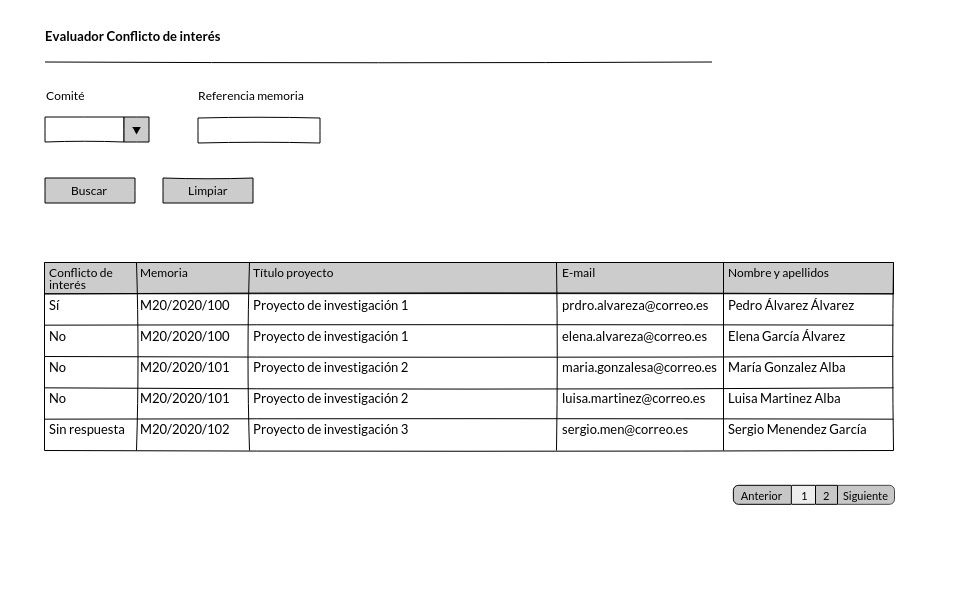 Evaluador Conflicto de interés
Comité Referencia memoria
▼
Buscar Limpiar
Conflicto de interés Memoria Título proyecto E-mail Nombre y apellidos
Sí M20/2020/100 Proyecto de investigación 1 prdro.alvareza@correo.es Pedro Álvarez Álvarez
No M20/2020/100 Proyecto de investigación 1 elena.alvareza@correo.es Elena García Álvarez
No M20/2020/101 Proyecto de investigación 2 maria.gonzalesa@correo.es María Gonzalez Alba
No M20/2020/101 Proyecto de investigación 2 luisa.martinez@correo.es Luisa Martinez Alba
Sin respuesta M20/2020/102 Proyecto de investigación 3 sergio.men@correo.es Sergio Menendez García
Anterior 1 2 Siguiente